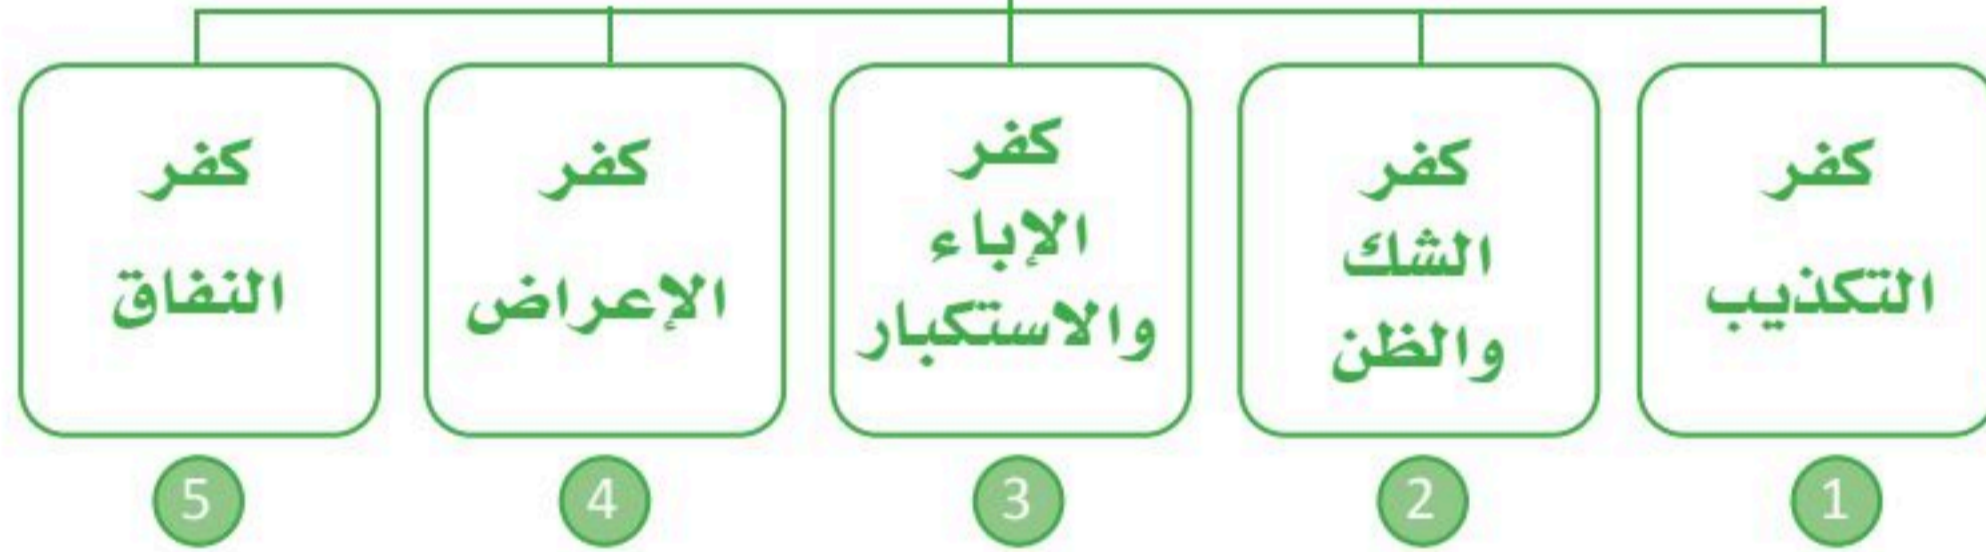 كفر
التكذيب
1
كفر
الشك
والظن
2
كفر
الإباء
والاستكبار
3
كفر
الإعراض
4
كفر
النفاق
5